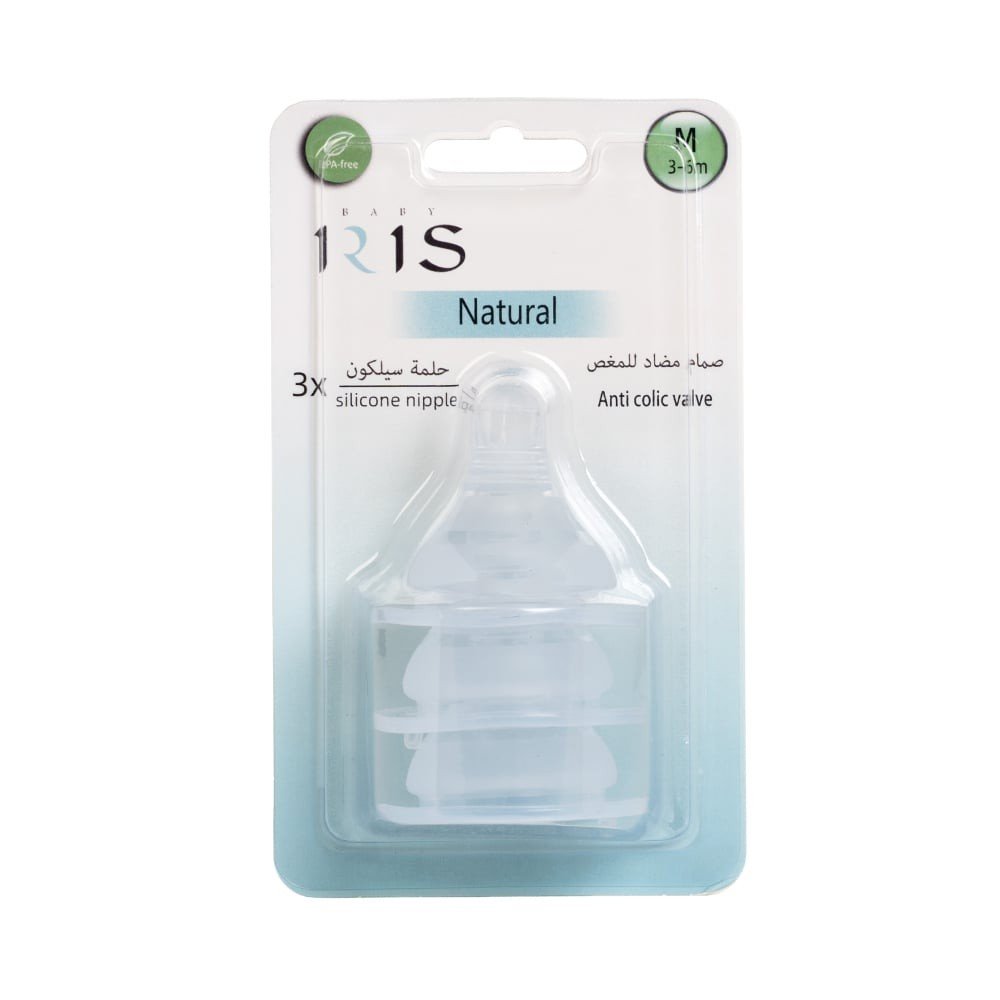 BPA-free
M
3-6m
BABY
IRIS
Natural
3x
حلمة سيلكون
silicone nipple
صمام مضاد للمغص
Anti colic valve